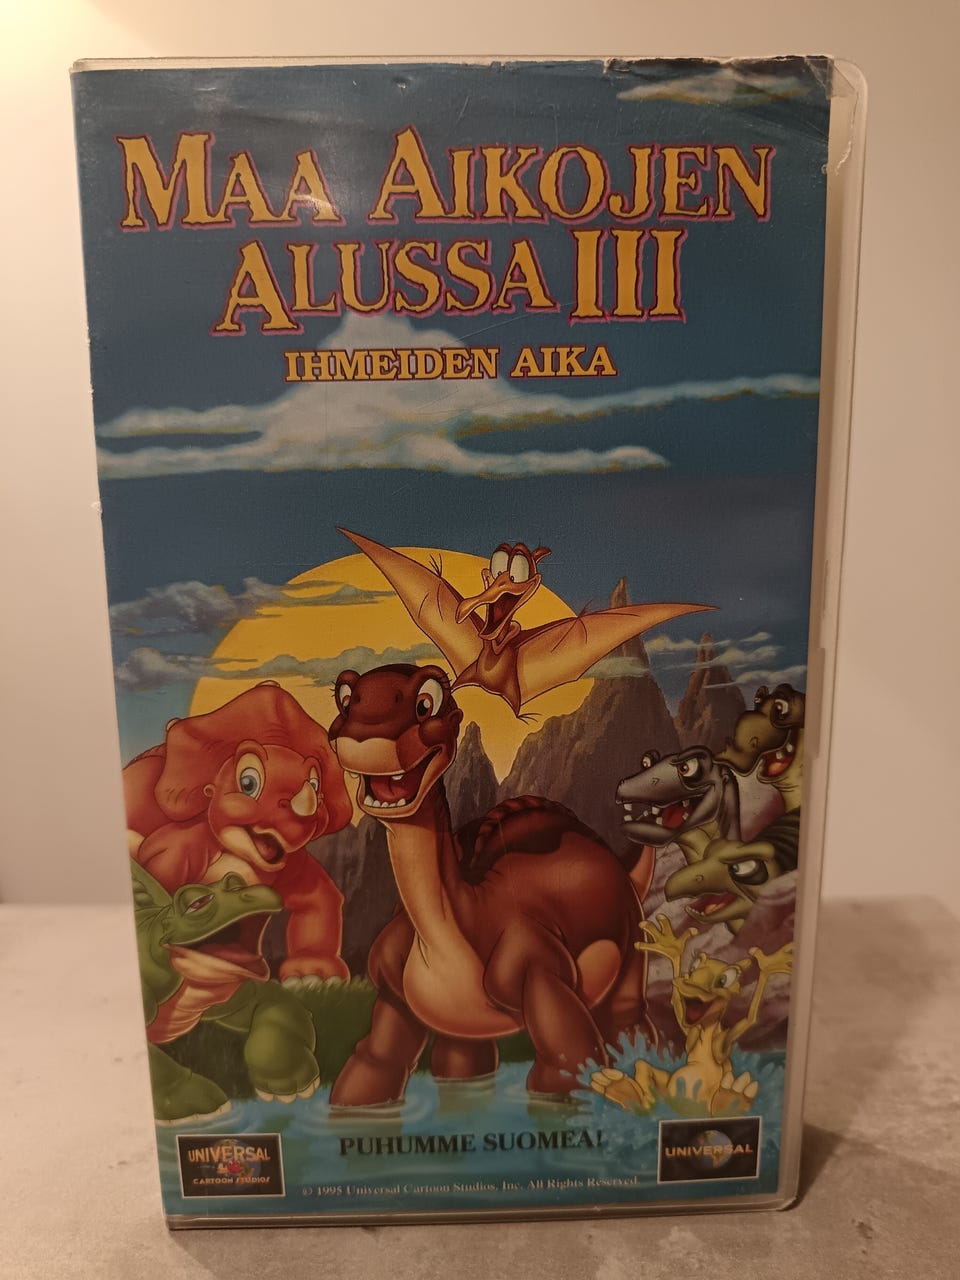 MAA AIKOJEN
ALUSSA III
IHMEIDEN AIKA
PUHUMME SUOMEA!
UNIVERSAL
CARTOON STUDIOS
UNIVERSAL
© 1995 Universal Cartoon Studios, Inc. All Rights Reserved.